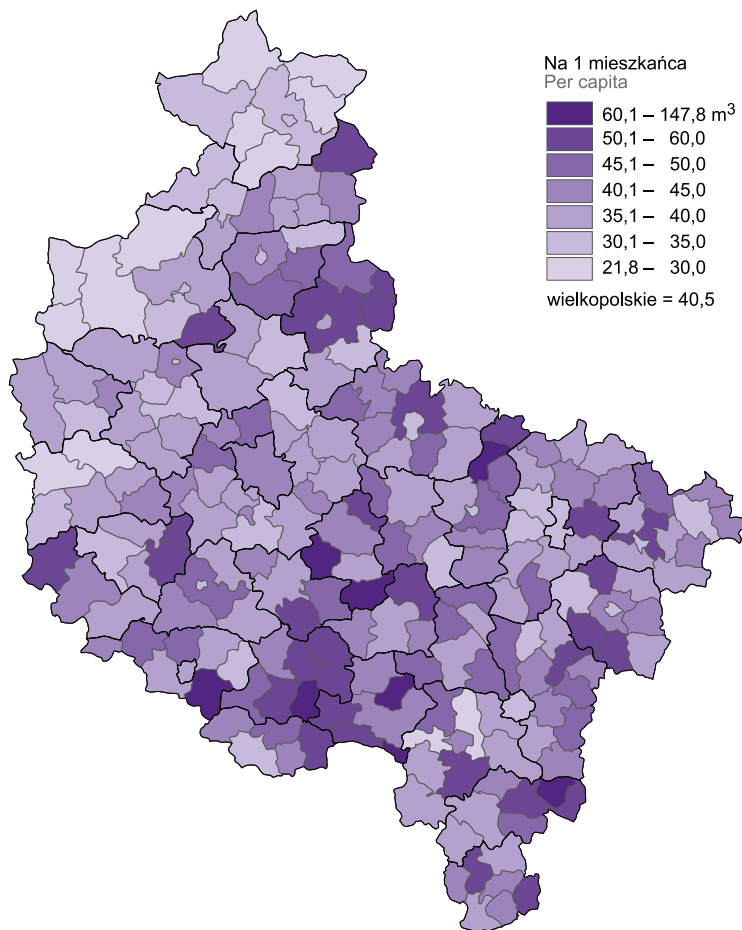 Na 1 mieszkańca
Per capita
60,1 – 147,8 m³
50,1 – 60,0
45,1 – 50,0
40,1 – 45,0
35,1 – 40,0
30,1 – 35,0
21,8 – 30,0
wielkopolskie = 40,5